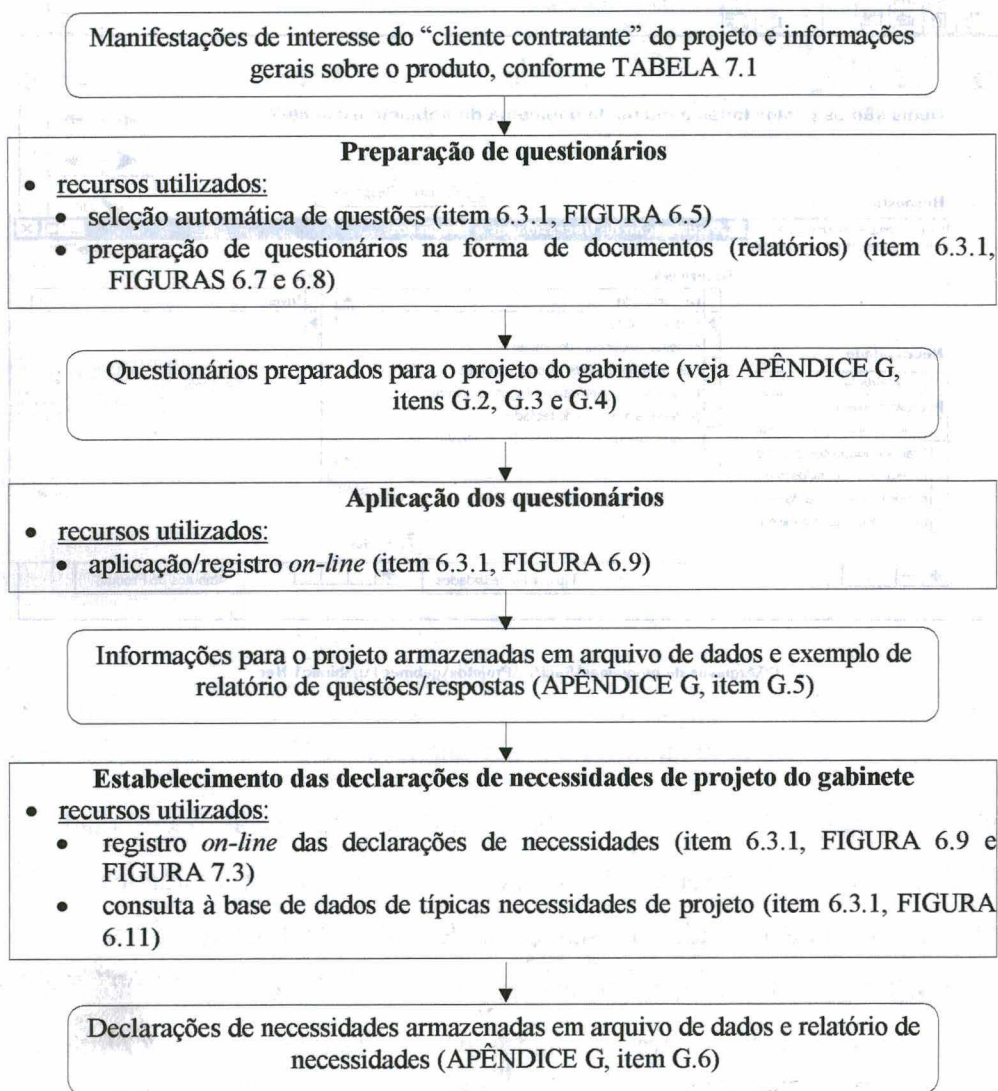 Manifestações de interesse do “cliente contratante” do projeto e informações
gerais sobre o produto, conforme TABELA 7.1
Preparação de questionários
• recursos utilizados:
• seleção automática de questões (item 6.3.1, FIGURA 6.5)
• preparação de questionários na forma de documentos (relatórios) (item 6.3.1,
FIGURAS 6.7 e 6.8)
Questionários preparados para o projeto do gabinete (veja APÊNDICE G,
itens G.2, G.3 e G.4)
Aplicação dos questionários
• recursos utilizados:
• aplicação/registro on-line (item 6.3.1, FIGURA 6.9)
Informações para o projeto armazenadas em arquivo de dados e exemplo de
relatório de questões/respostas (APÊNDICE G, item G.5)
Estabelecimento das declarações de necessidades de projeto do gabinete
• recursos utilizados:
• registro on-line das declarações de necessidades (item 6.3.1, FIGURA 6.9 e
FIGURA 7.3)
• consulta à base de dados de típicas necessidades de projeto (item 6.3.1, FIGURA
6.11)
Declarações de necessidades armazenadas em arquivo de dados e relatório de
necessidades (APÊNDICE G, item G.6)